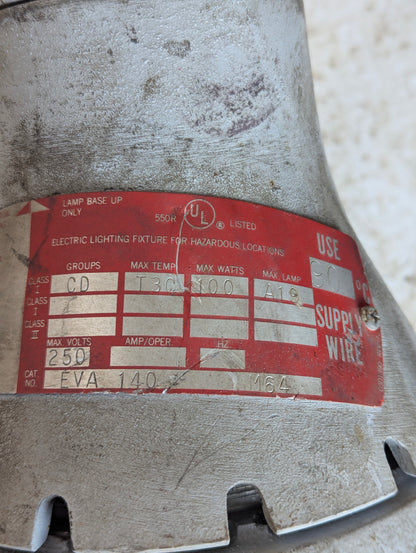 LAMP BASE UP
ONLY
550R UL ® LISTED
ELECTRIC LIGHTING FIXTURE FOR HAZARDOUS LOCATIONS
USE
°C
SUPPLY
WIRE
GROUPS MAX TEMP MAX WATTS MAX LAMP
CLASS I CD T3C 100 A19
CLASS I
CLASS II
MAX VOLTS AMP/OPER HZ
250
CAT. NO. EVA 140 M64